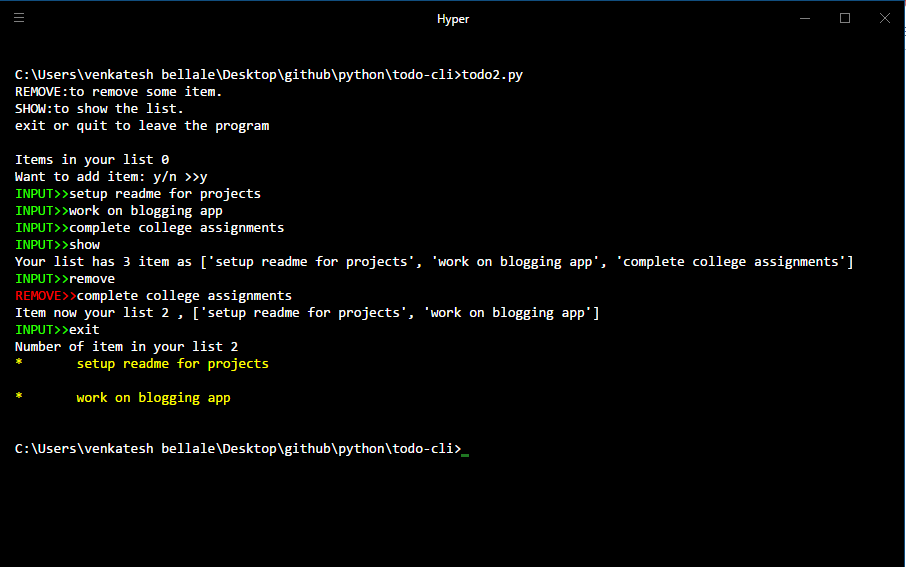 Hyper
C:\Users\venkatesh bellale\Desktop\github\python\todo-cli>todo2.py
REMOVE:to remove some item.
SHOW:to show the list.
exit or quit to leave the program
Items in your list 0
Want to add item: y/n >>y
INPUT>>setup readme for projects
INPUT>>work on blogging app
INPUT>>complete college assignments
INPUT>>show
Your list has 3 item as ['setup readme for projects', 'work on blogging app', 'complete college assignments']
INPUT>>remove
REMOVE>>complete college assignments
Item now your list 2 , ['setup readme for projects', 'work on blogging app']
INPUT>>exit
Number of item in your list 2
*       setup readme for projects
*       work on blogging app
C:\Users\venkatesh bellale\Desktop\github\python\todo-cli>